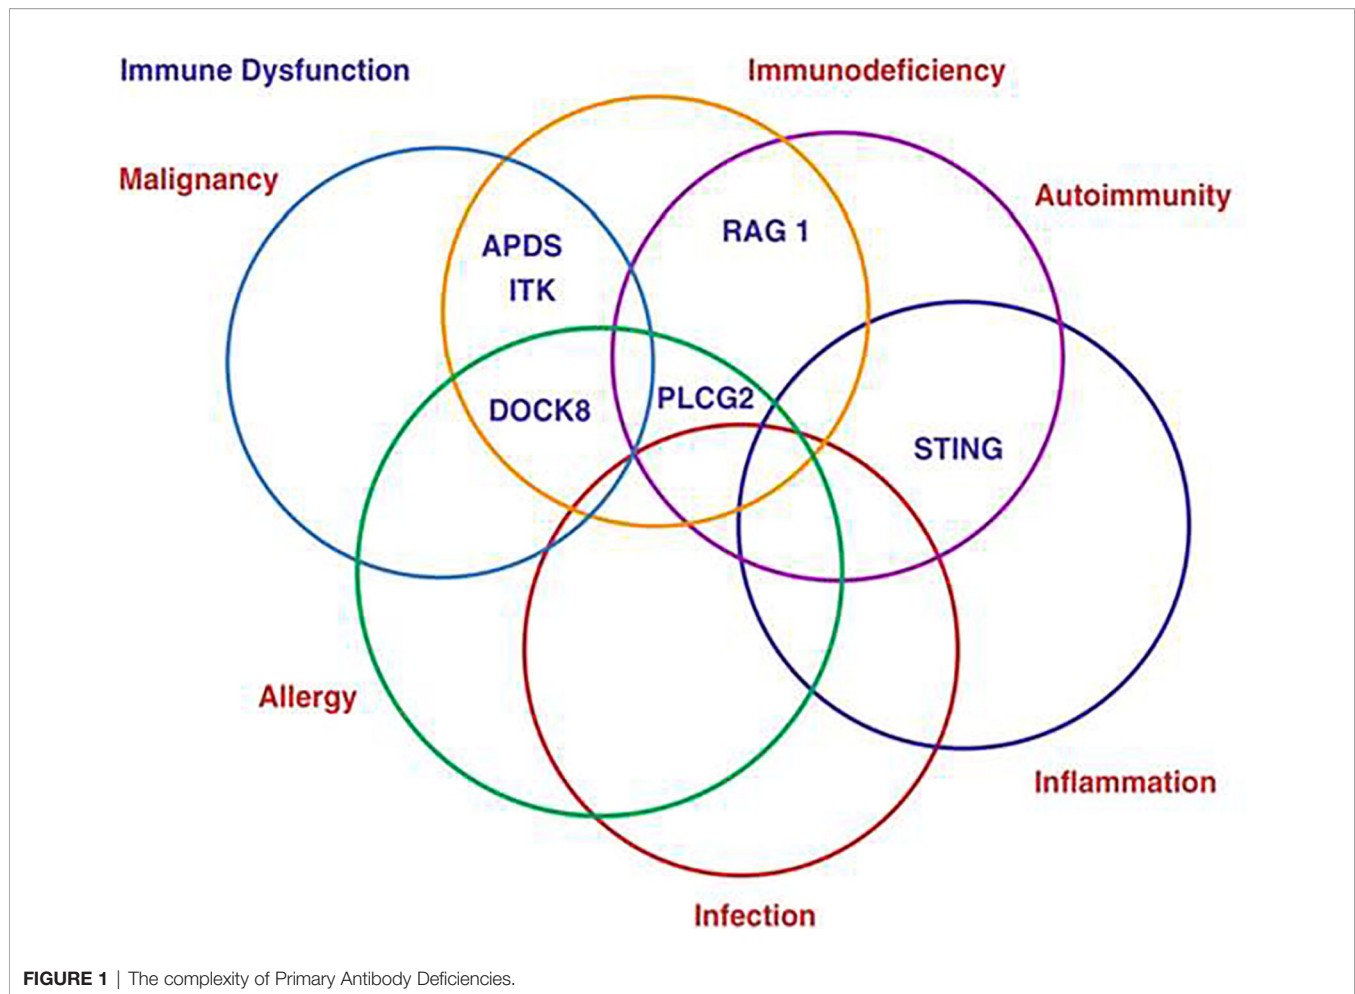 Immune Dysfunction
Immunodeficiency
Malignancy
Autoimmunity
RAG 1
APDS
ITK
PLCG2
DOCK8
STING
Allergy
Inflammation
Infection
FIGURE 1 | The complexity of Primary Antibody Deficiencies.